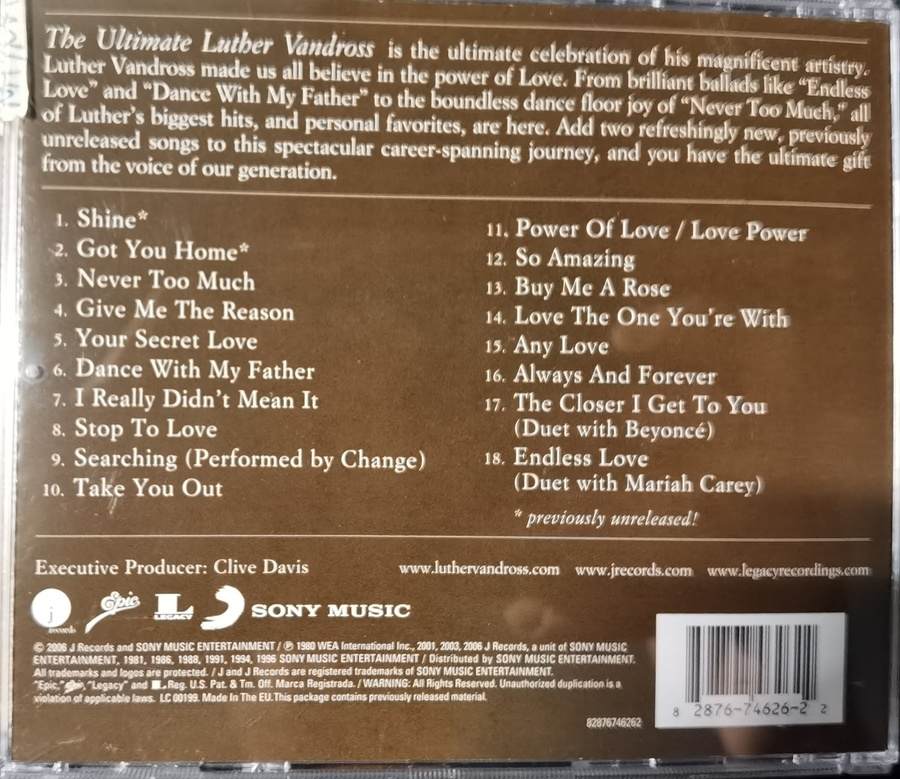 The Ultimate Luther Vandross is the ultimate celebration of his magnificent artistry.
Luther Vandross made us all believe in the power of Love. From brilliant ballads like “Endless
Love” and “Dance With My Father” to the boundless dance floor joy of “Never Too Much,” all
of Luther’s biggest hits, and personal favorites, are here. Add two refreshingly new, previously
unreleased songs to this spectacular career-spanning journey, and you have the ultimate gift
from the voice of our generation.
1. Shine*
2. Got You Home*
3. Never Too Much
4. Give Me The Reason
5. Your Secret Love
6. Dance With My Father
7. I Really Didn't Mean It
8. Stop To Love
9. Searching (Performed by Change)
10. Take You Out
11. Power Of Love / Love Power
12. So Amazing
13. Buy Me A Rose
14. Love The One You're With
15. Any Love
16. Always And Forever
17. The Closer I Get To You
(Duet with Beyoncé)
18. Endless Love
(Duet with Mariah Carey)
* previously unreleased!
Executive Producer: Clive Davis
www.luthervandross.com www.jrecords.com www.legacyrecordings.com
j records Epic LEGACY SONY MUSIC
© 2006 J Records and SONY MUSIC ENTERTAINMENT / ℗ 1980 WEA International Inc., 2001, 2003, 2006 J Records, a unit of SONY MUSIC
ENTERTAINMENT, 1981, 1986, 1988, 1991, 1994, 1996 SONY MUSIC ENTERTAINMENT / Distributed by SONY MUSIC ENTERTAINMENT.
All trademarks and logos are protected. / J and J Records are registered trademarks of SONY MUSIC ENTERTAINMENT.
"Epic," Epic, "Legacy" and L Reg. U.S. Pat. & Tm. Off. Marca Registrada. / WARNING: All Rights Reserved. Unauthorized duplication is a
violation of applicable laws. LC 00199. Made In The EU. This package contains previously released material.
82876746262
8 2876-74626-2 2